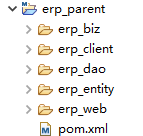 erp_parent
erp_biz
erp_client
erp_dao
erp_entity
erp_web
pom.xml